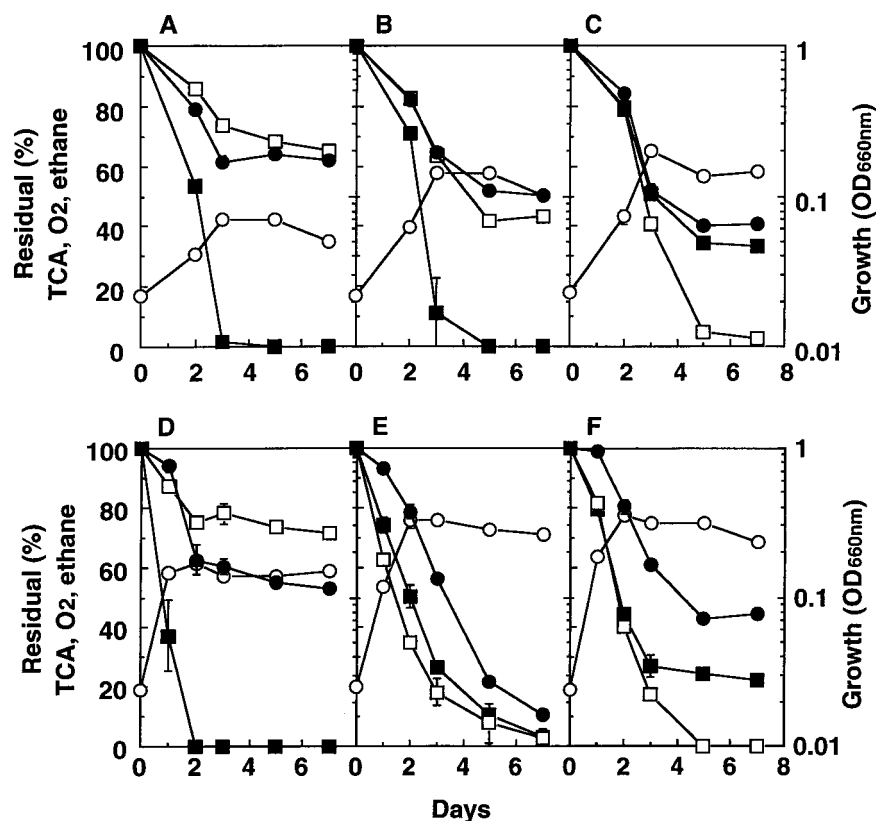 A B C
100
80
60
40
20
0
Residual (%)
TCA, O2, ethane
1
0.1
0.01
Growth (OD660nm)
0 2 4 6 0 2 4 6 0 2 4 6 8
D E F
100
80
60
40
20
0
Residual (%)
TCA, O2, ethane
1
0.1
0.01
Growth (OD660nm)
0 2 4 6 0 2 4 6 0 2 4 6 8
Days